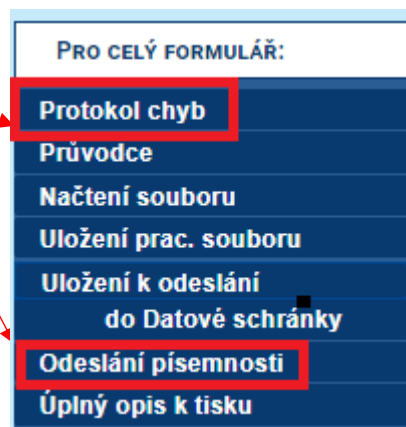 PRO CELÝ FORMULÁŘ:
Protokol chyb
Průvodce
Načtení souboru
Uložení prac. souboru
Uložení k odeslání
do Datové schránky
Odeslání písemnosti
Úplný opis k tisku